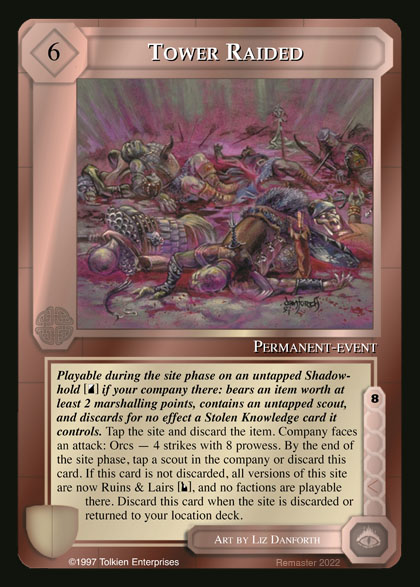 6
TOWER RAIDED
PERMANENT-EVENT
Playable during the site phase on an untapped Shadow-
hold [] if your company there: bears an item worth at
least 2 marshalling points, contains an untapped scout,
and discards for no effect a Stolen Knowledge card it
controls. Tap the site and discard the item. Company faces
an attack: Orcs — 4 strikes with 8 prowess. By the end of
the site phase, tap a scout in the company or discard this
card. If this card is not discarded, all versions of this site
are now Ruins & Lairs [], and no factions are playable
there. Discard this card when the site is discarded or
returned to your location deck.
8
ART BY LIZ DANFORTH
©1997 Tolkien Enterprises
Remaster 2022